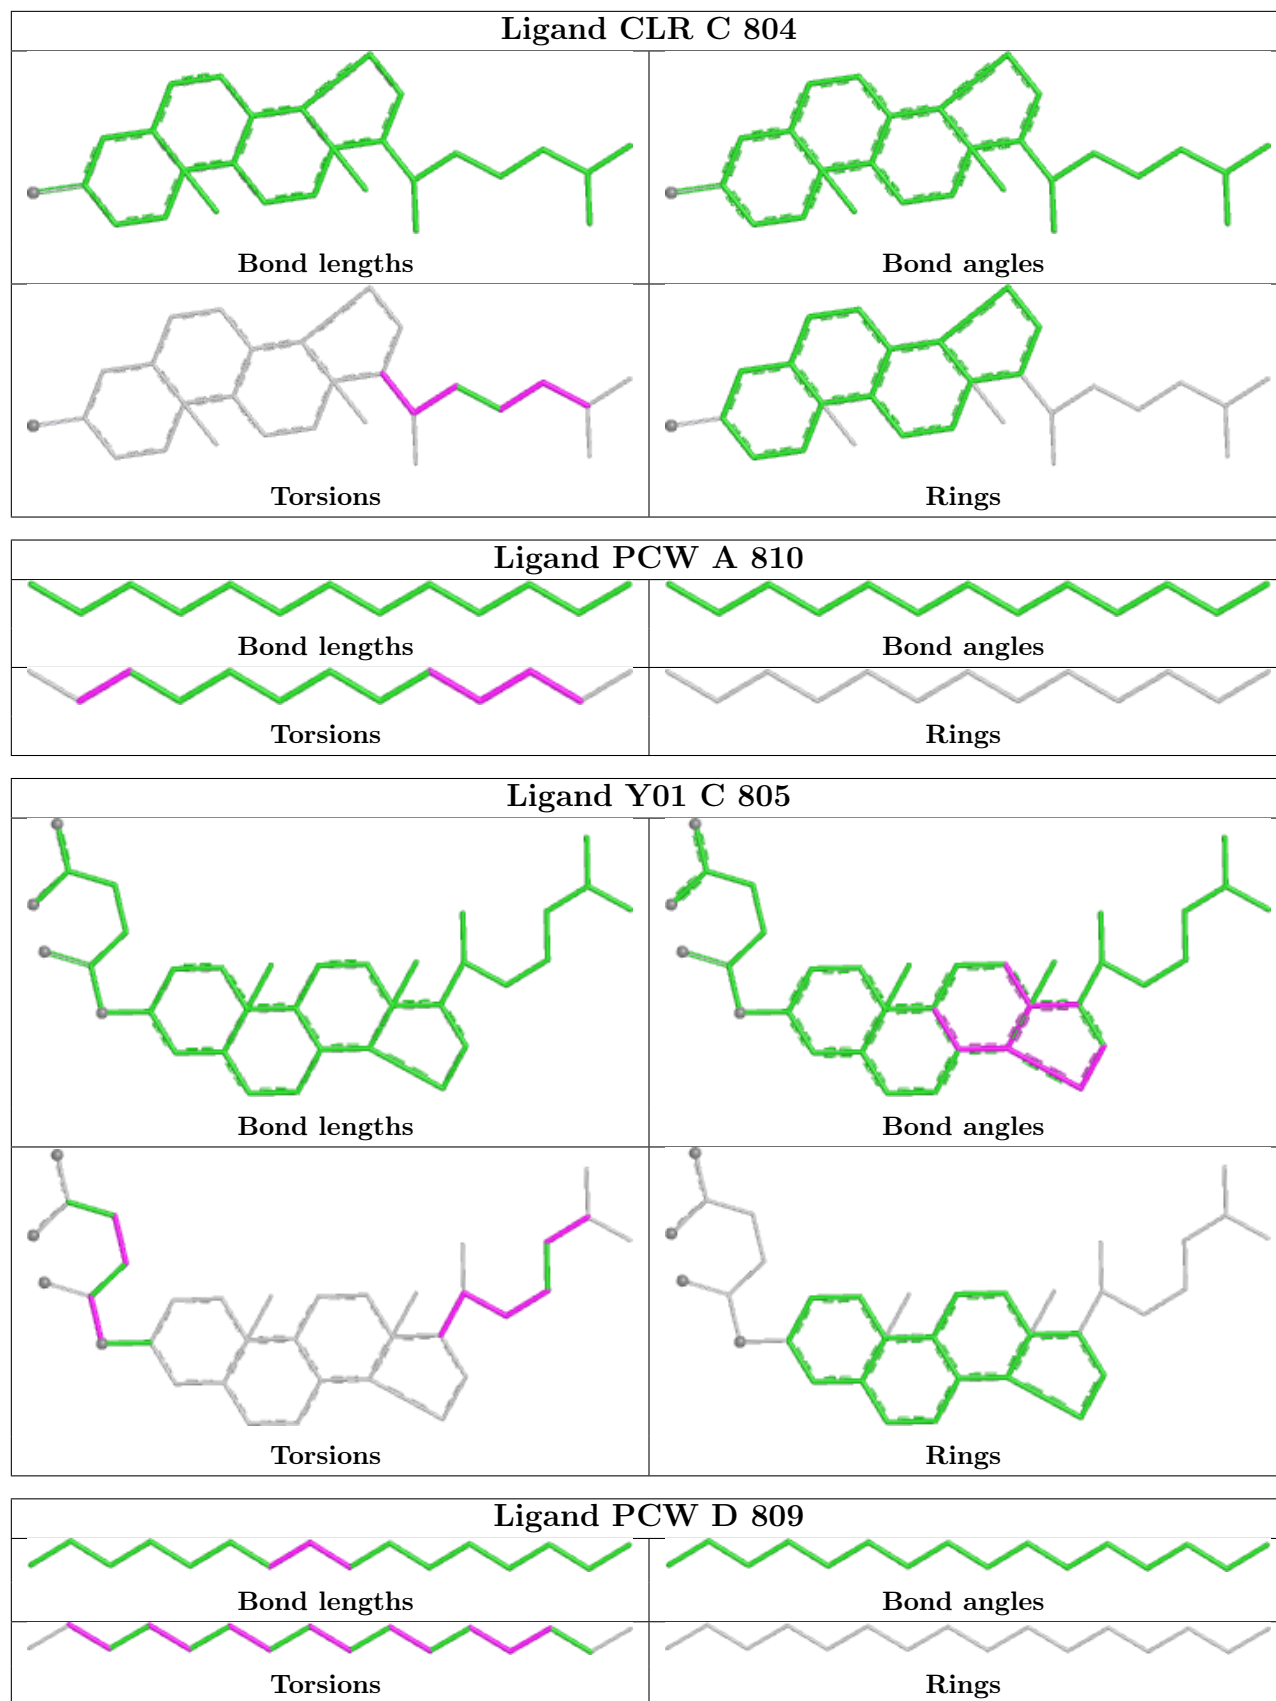 Ligand CLR C 804
Bond lengths
Bond angles
Torsions
Rings
Ligand PCW A 810
Bond lengths
Bond angles
Torsions
Rings
Ligand Y01 C 805
Bond lengths
Bond angles
Torsions
Rings
Ligand PCW D 809
Bond lengths
Bond angles
Torsions
Rings